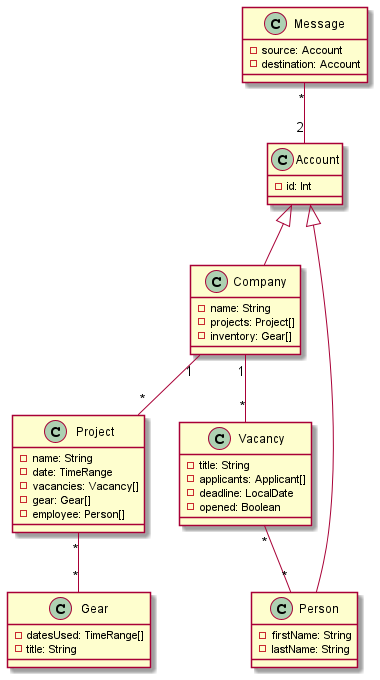 C Message
source: Account
destination: Account
*
2
C Account
id: Int
C Company
name: String
projects: Project[]
inventory: Gear[]
1
1
*
*
C Project
name: String
date: TimeRange
vacancies: Vacancy[]
gear: Gear[]
employee: Person[]
C Vacancy
title: String
applicants: Applicant[]
deadline: LocalDate
opened: Boolean
*
*
*
*
C Gear
datesUsed: TimeRange[]
title: String
C Person
firstName: String
lastName: String